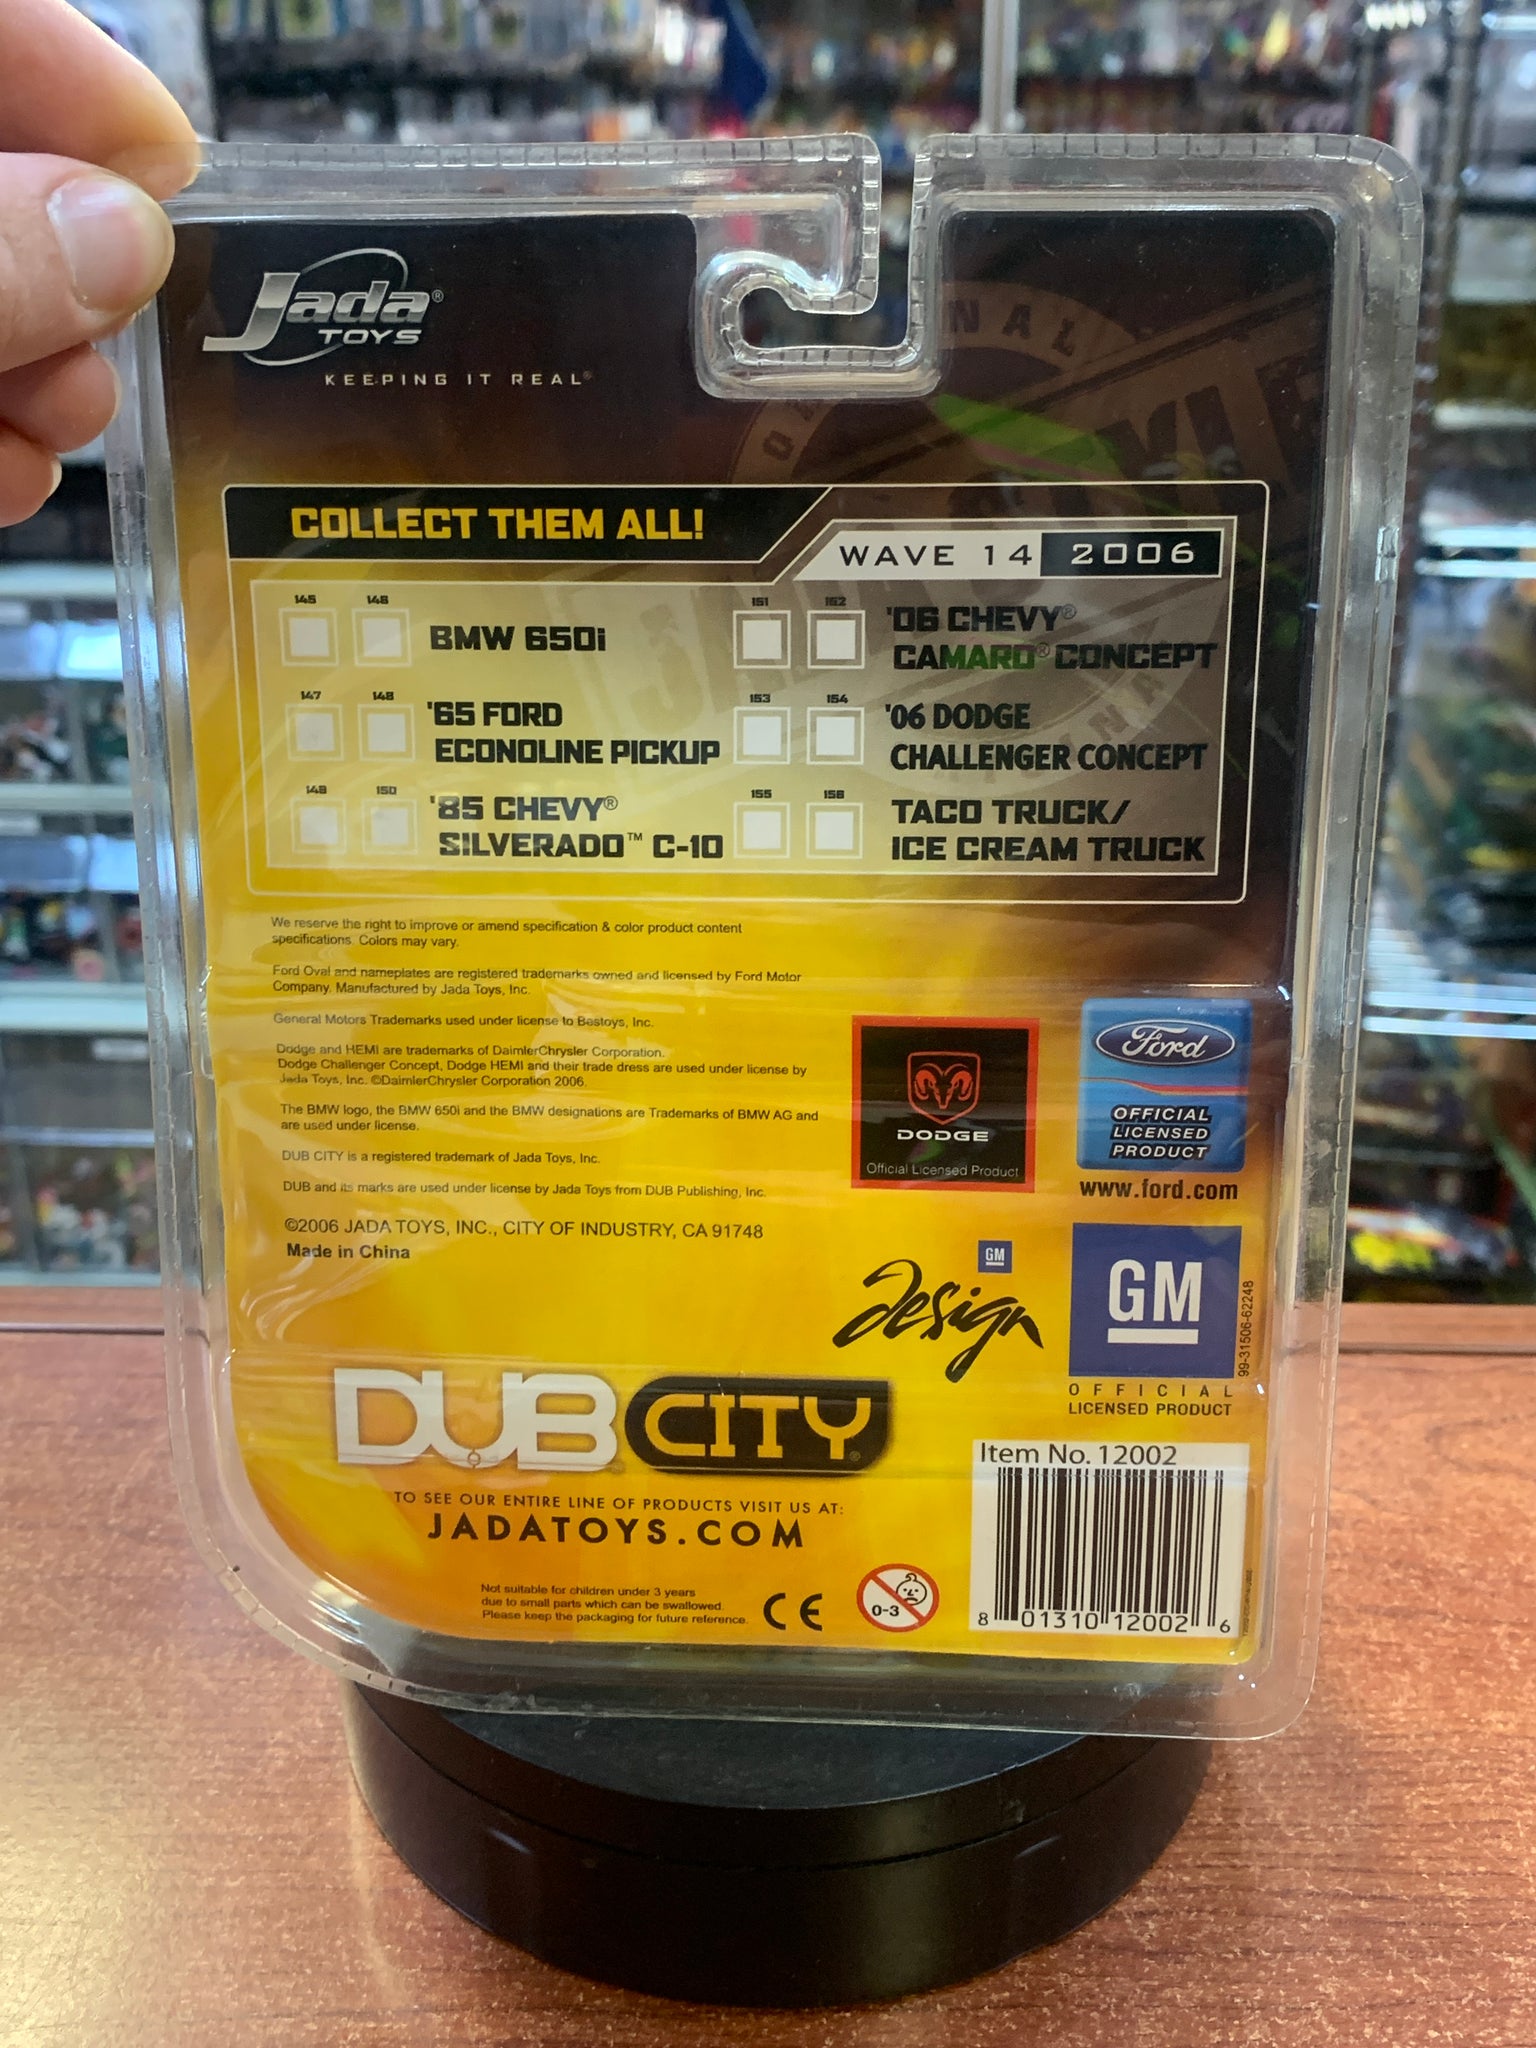 Jada®
TOYS
KEEPING IT REAL®
COLLECT THEM ALL!
WAVE 14 2006
145 146
BMW 650i
147 148
'65 FORD
ECONOLINE PICKUP
149 150
'85 CHEVY®
SILVERADO™ C-10
151 152
'06 CHEVY®
CAMARO® CONCEPT
153 154
'06 DODGE
CHALLENGER CONCEPT
155 156
TACO TRUCK/
ICE CREAM TRUCK
We reserve the right to improve or amend specification & color product content
specifications. Colors may vary.
Ford Oval and nameplates are registered trademarks owned and licensed by Ford Motor
Company. Manufactured by Jada Toys, Inc.
General Motors Trademarks used under license to Bestoys, Inc.
Dodge and HEMI are trademarks of DaimlerChrysler Corporation.
Dodge Challenger Concept, Dodge HEMI and their trade dress are used under license by
Jada Toys, Inc. ©DaimlerChrysler Corporation 2006.
The BMW logo, the BMW 650i and the BMW designations are Trademarks of BMW AG and
are used under license.
DUB CITY is a registered trademark of Jada Toys, Inc.
DUB and its marks are used under license by Jada Toys from DUB Publishing, Inc.
©2006 JADA TOYS, INC., CITY OF INDUSTRY, CA 91748
Made in China
DODGE
Official Licensed Product
Ford
OFFICIAL
LICENSED
PRODUCT
www.ford.com
GM
design
GM
OFFICIAL
LICENSED PRODUCT
99-31506-62248
DUB CITY®
TO SEE OUR ENTIRE LINE OF PRODUCTS VISIT US AT:
JADATOYS.COM
Not suitable for children under 3 years
due to small parts which can be swallowed.
Please keep the packaging for future reference.
CE
0-3
Item No. 12002
8 01310 12002 6